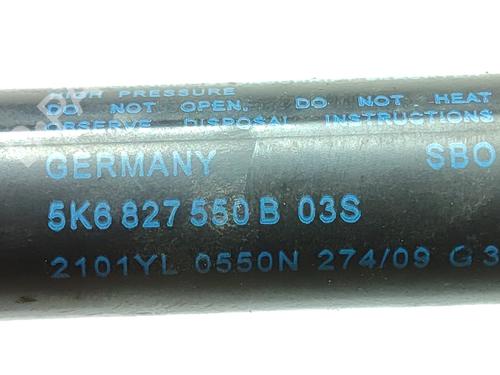 HIGH PRESSURE
DO NOT OPEN. DO NOT HEAT
OBSERVE DISPOSAL INSTRUCTIONS
GERMANY SBO
5K6 827 550 B 03S
2101YL 0550N 274/09 G 3